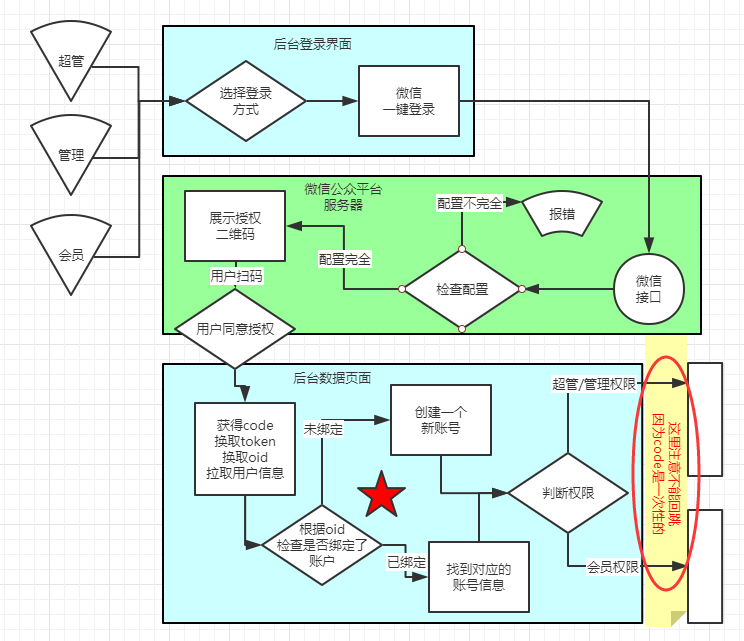 超管
管理
会员
后台登录界面
选择登录
方式
微信
一键登录
微信公众平台
服务器
展示授权
二维码
配置不完全
报错
配置完全
检查配置
微信
接口
用户扫码
用户同意授权
后台数据页面
获得code
换取token
换取oid
拉取用户信息
未绑定
创建一个
新账号
根据oid
检查是否绑定了
账户
已绑定
找到对应的
账号信息
判断权限
超管/管理权限
会员权限
这里注意不能回跳
因为code是一次性的